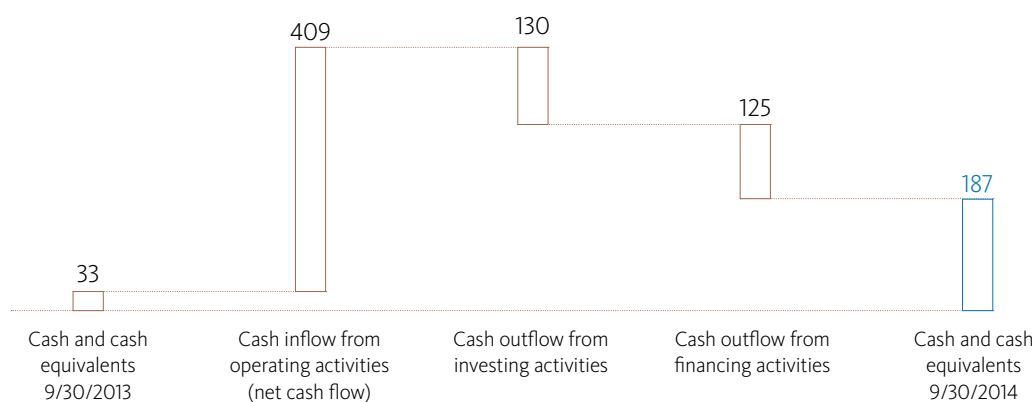 409
130
125
187
33
Cash and cash
equivalents
9/30/2013
Cash inflow from
operating activities
(net cash flow)
Cash outflow from
investing activities
Cash outflow from
financing activities
Cash and cash
equivalents
9/30/2014